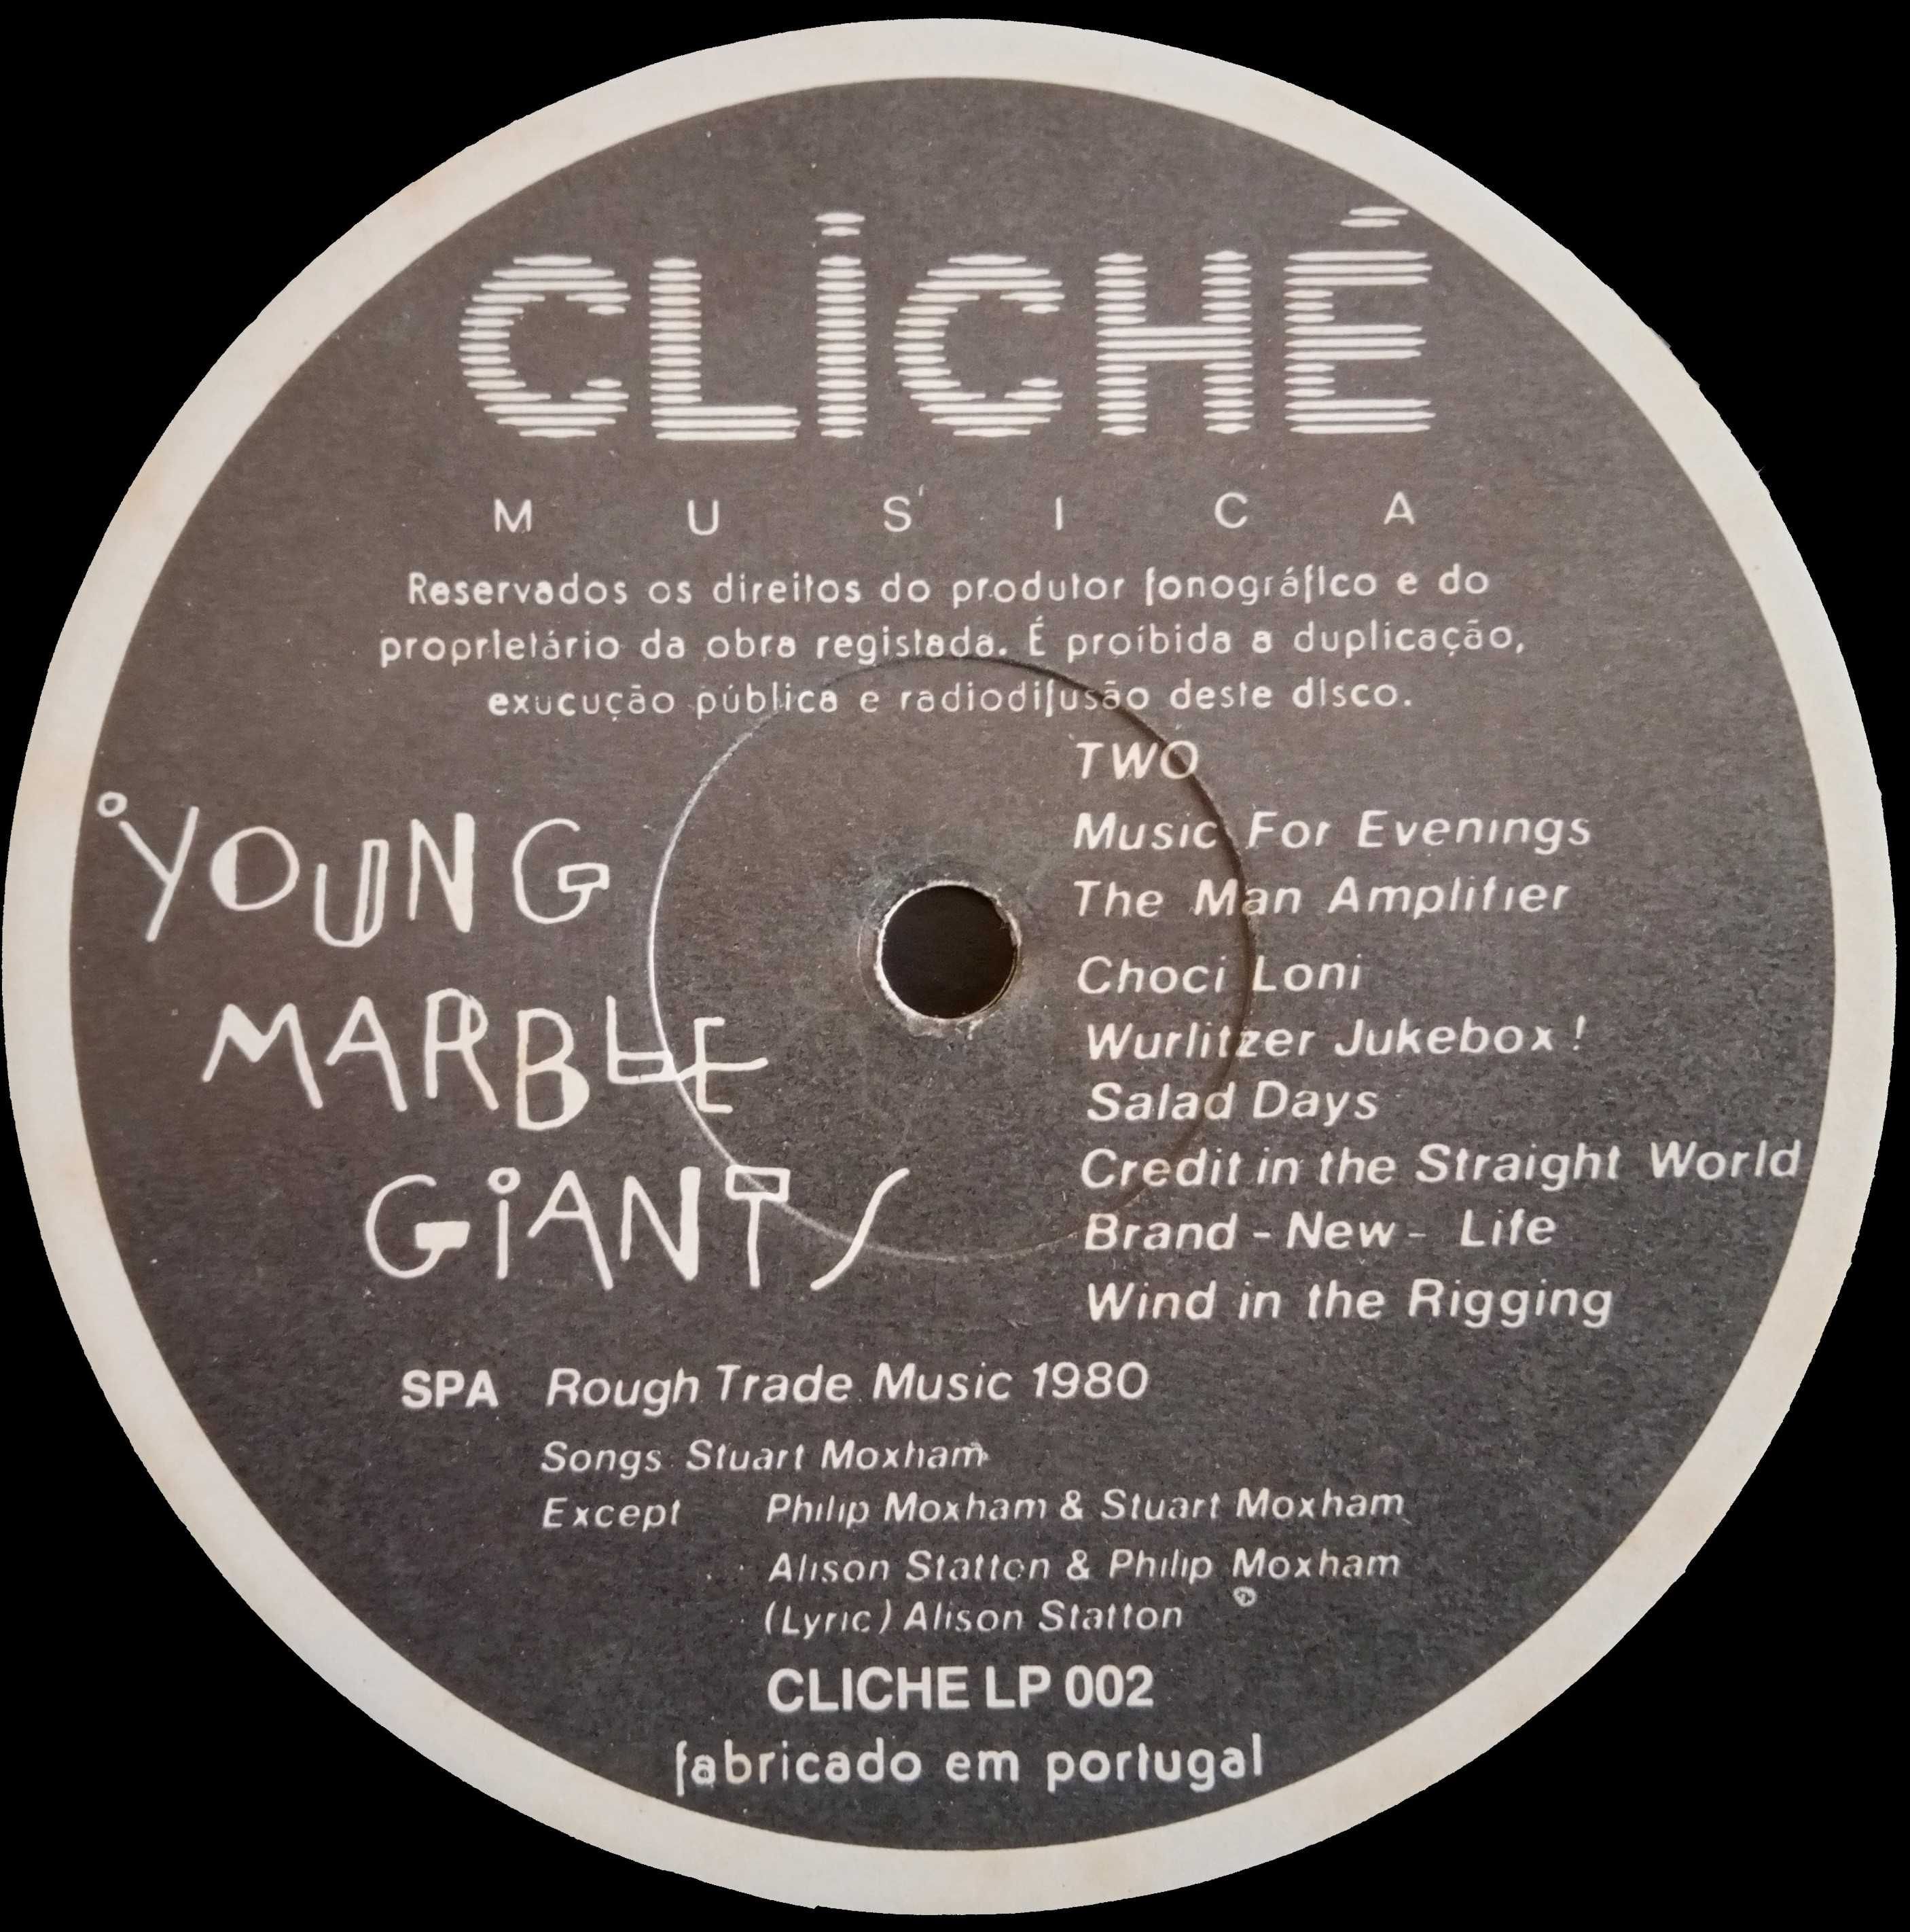 CLiCHÉ
MUSICA
Reservados os direitos do produtor fonográfico e do
proprietário da obra registada. É proíbida a duplicação,
exucução pública e radiodifusão deste disco.
TWO
Music For Evenings
The Man Amplifier
Choci Loni
Wurlitzer Jukebox !
Salad Days
Credit in the Straight World
Brand - New - Life
Wind in the Rigging
YOUNG
MARBLE
GiANTS
SPA Rough Trade Music 1980
Songs Stuart Moxham
Except Philip Moxham & Stuart Moxham
Alison Statton & Philip Moxham
(Lyric) Alison Statton
CLICHE LP 002
fabricado em portugal